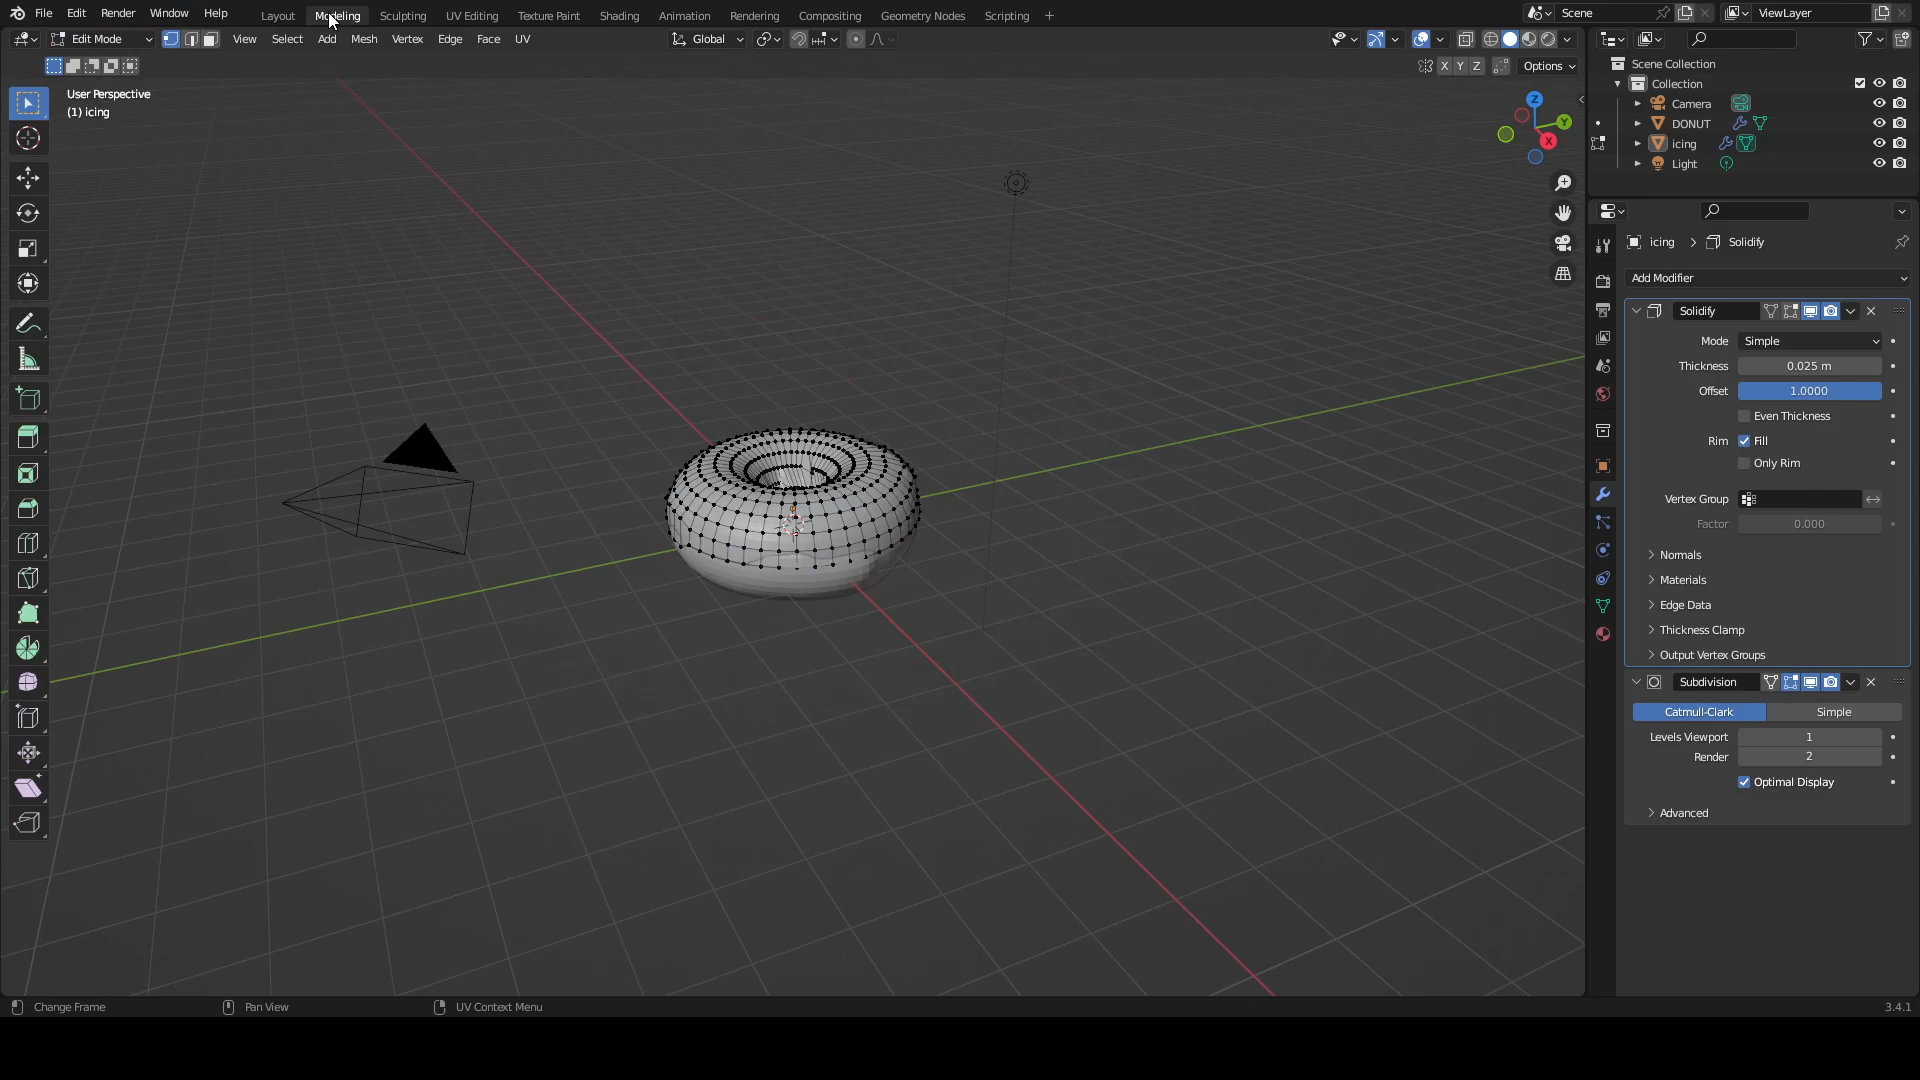 File Edit Render Window Help Layout Modeling Sculpting UV Editing Texture Paint Shading Animation Rendering Compositing Geometry Nodes Scripting + Scene ViewLayer
Edit Mode View Select Add Mesh Vertex Edge Face UV Global
X Y Z Options
User Perspective
(1) icing
Z
Y
X
Scene Collection
Collection
Camera
DONUT
icing
Light
icing > Solidify
Add Modifier
Solidify
Mode Simple
Thickness 0.025 m
Offset 1.0000
Even Thickness
Rim Fill
Only Rim
Vertex Group
Factor 0.000
Normals
Materials
Edge Data
Thickness Clamp
Output Vertex Groups
Subdivision
Catmull-Clark Simple
Levels Viewport 1
Render 2
Optimal Display
Advanced
Change Frame Pan View UV Context Menu 3.4.1